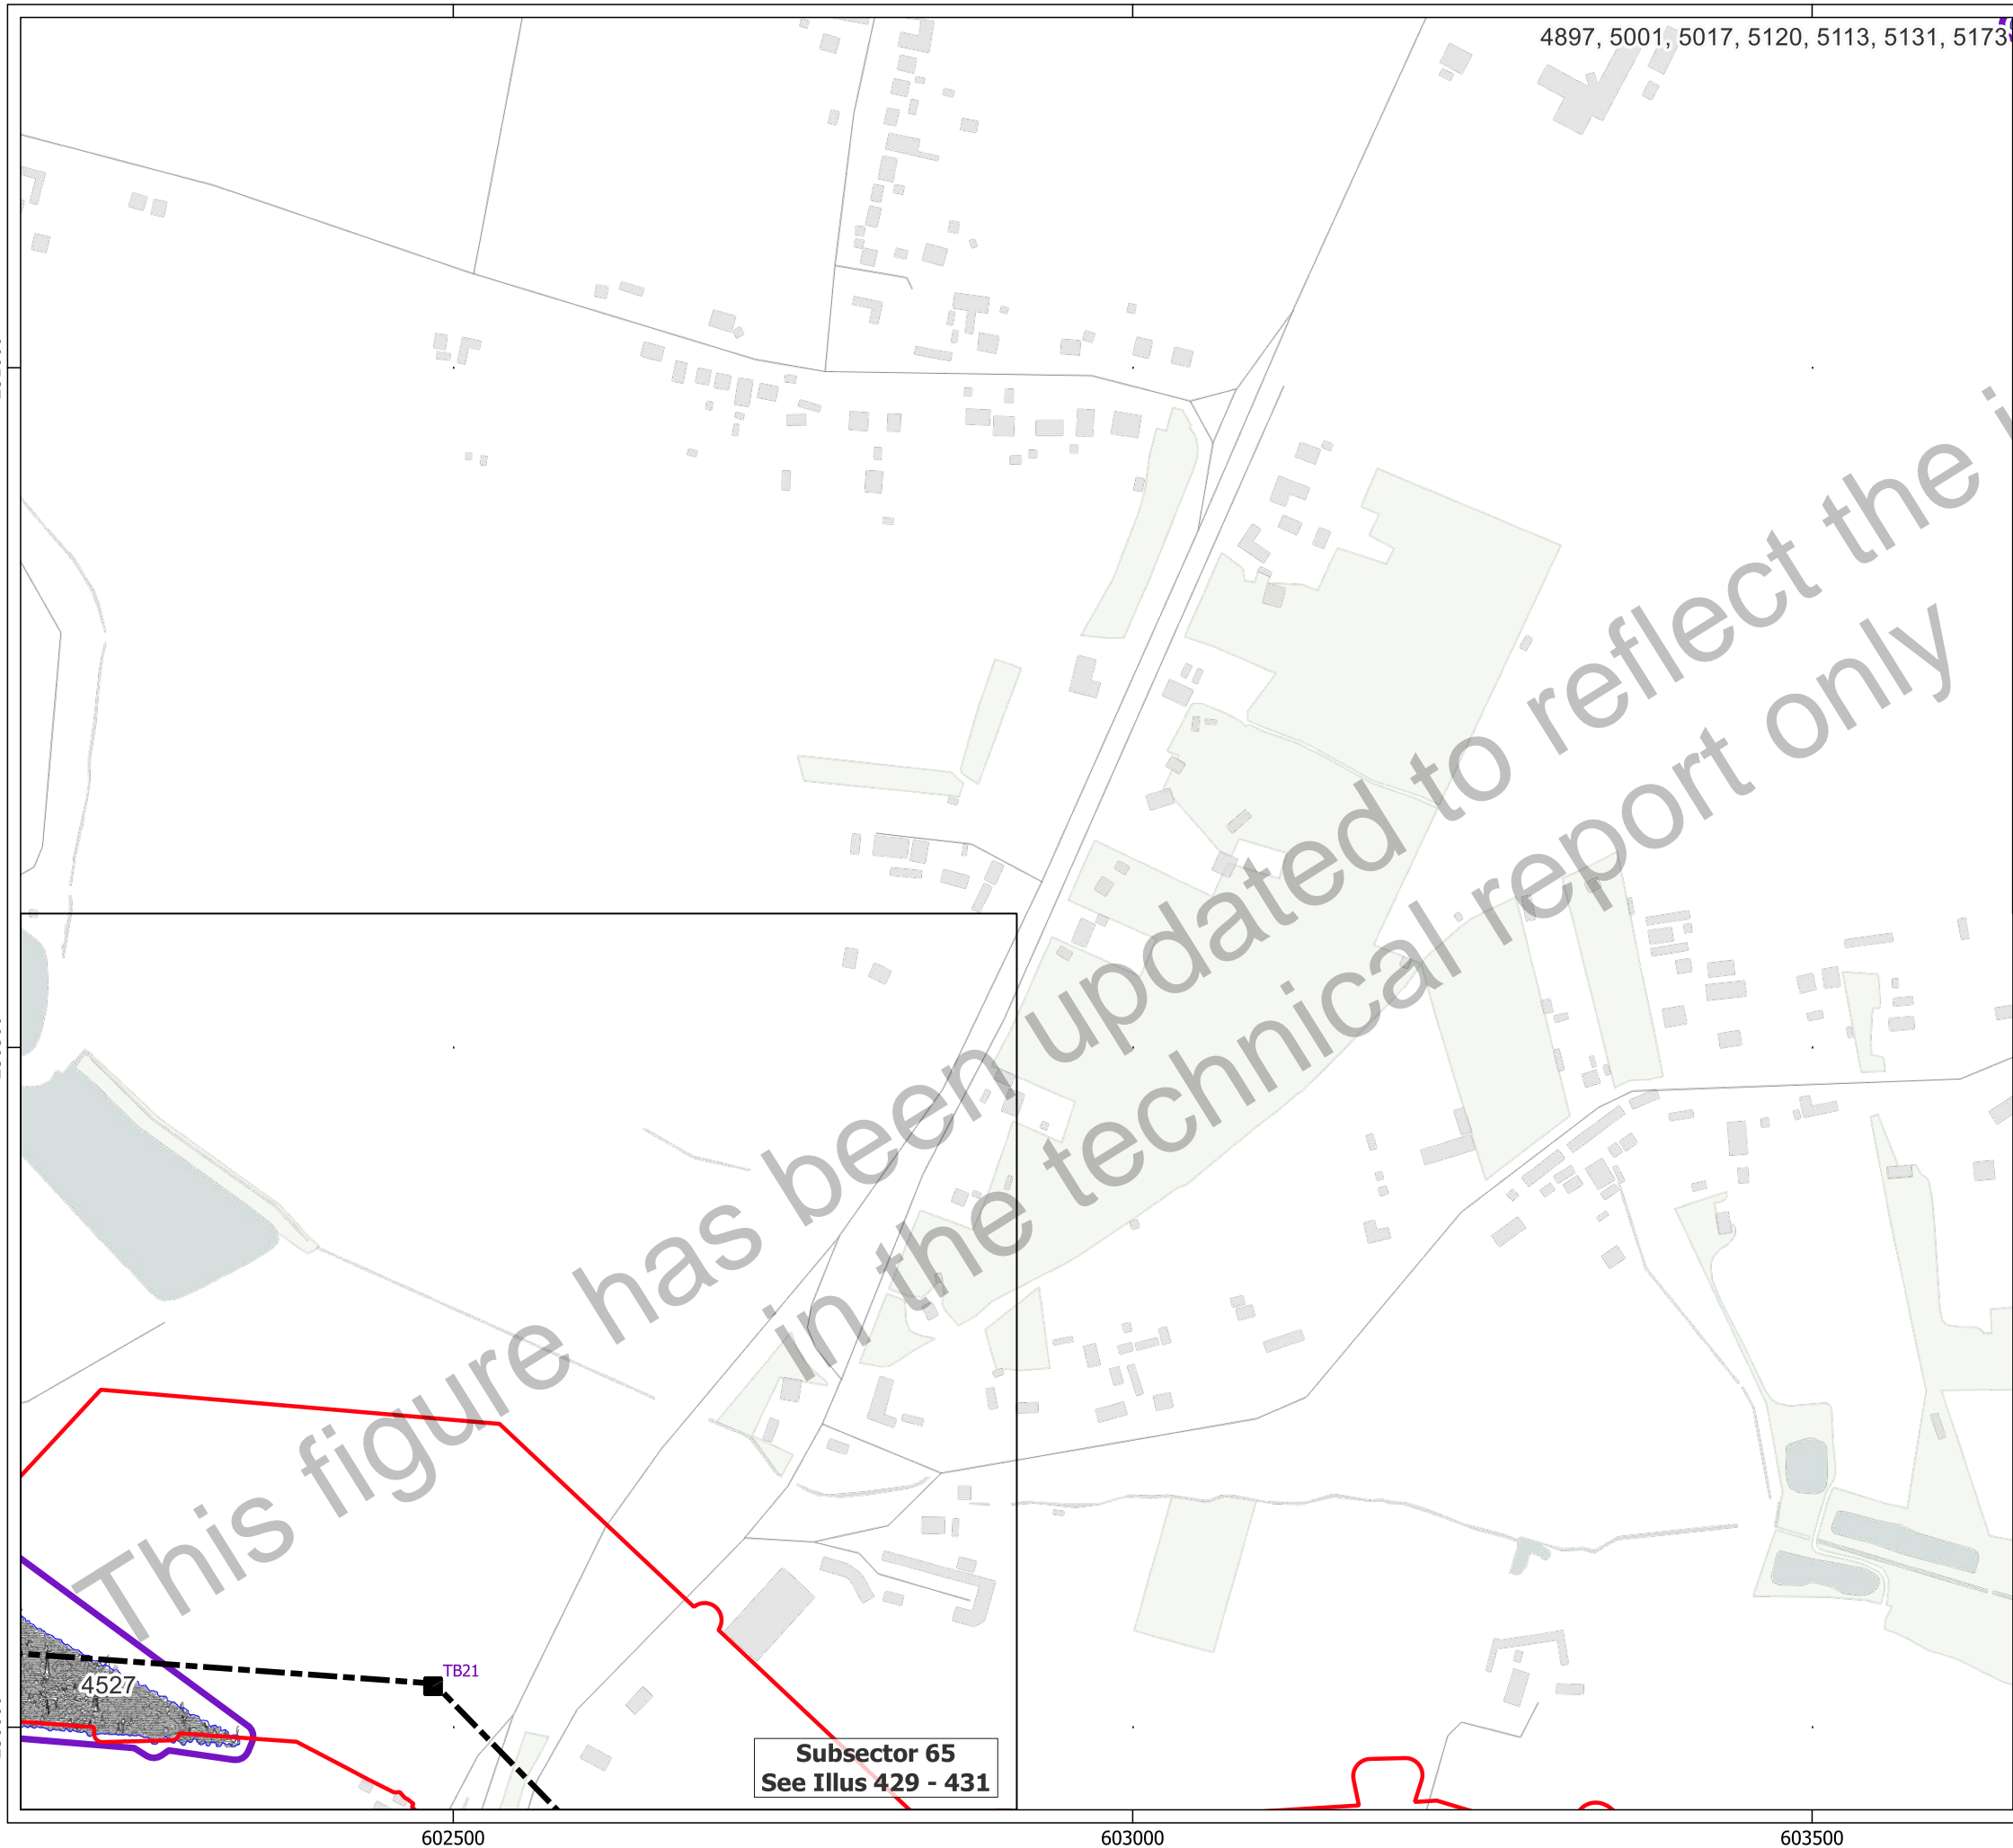 4897, 5001, 5017, 5120, 5113, 5131, 5173
This figure has been updated to reflect the
in the technical report only
TB21
4527
Subsector 65
See Illus 429 - 431
602500
603000
603500